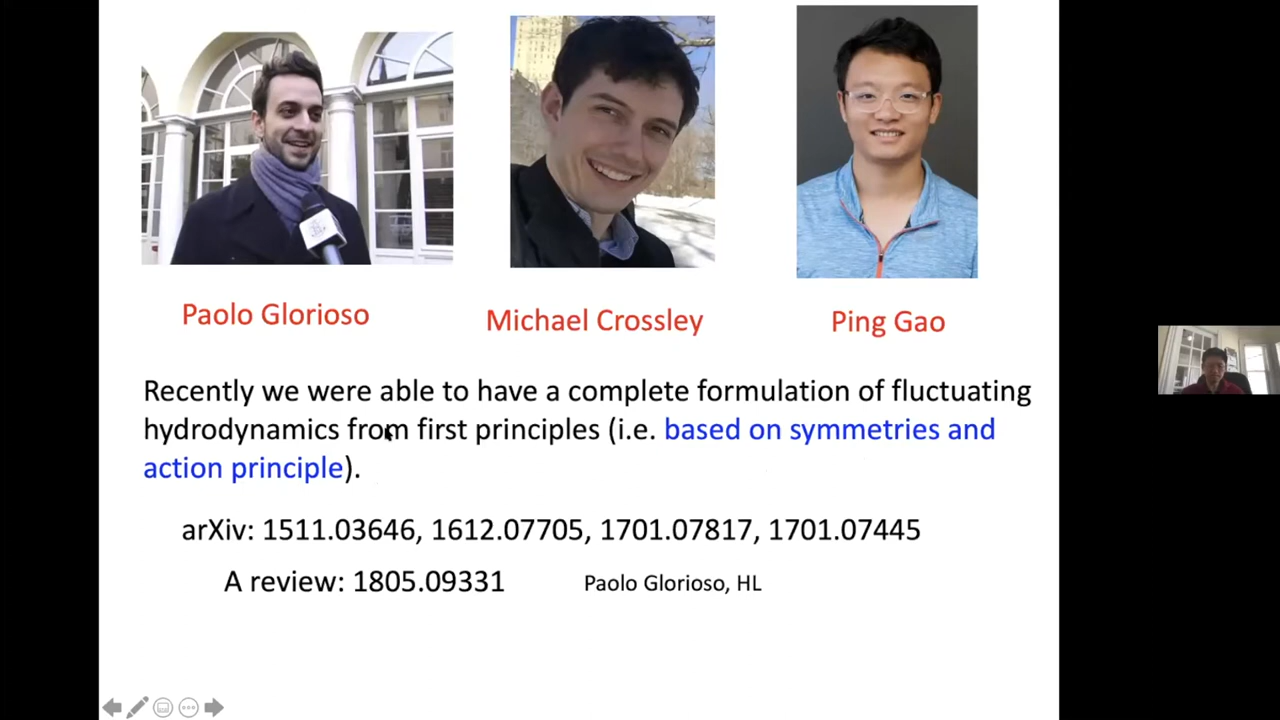 Paolo Glorioso
Michael Crossley
Ping Gao
Recently we were able to have a complete formulation of fluctuating
hydrodynamics from first principles (i.e. based on symmetries and
action principle).
arXiv: 1511.03646, 1612.07705, 1701.07817, 1701.07445
A review: 1805.09331
Paolo Glorioso, HL